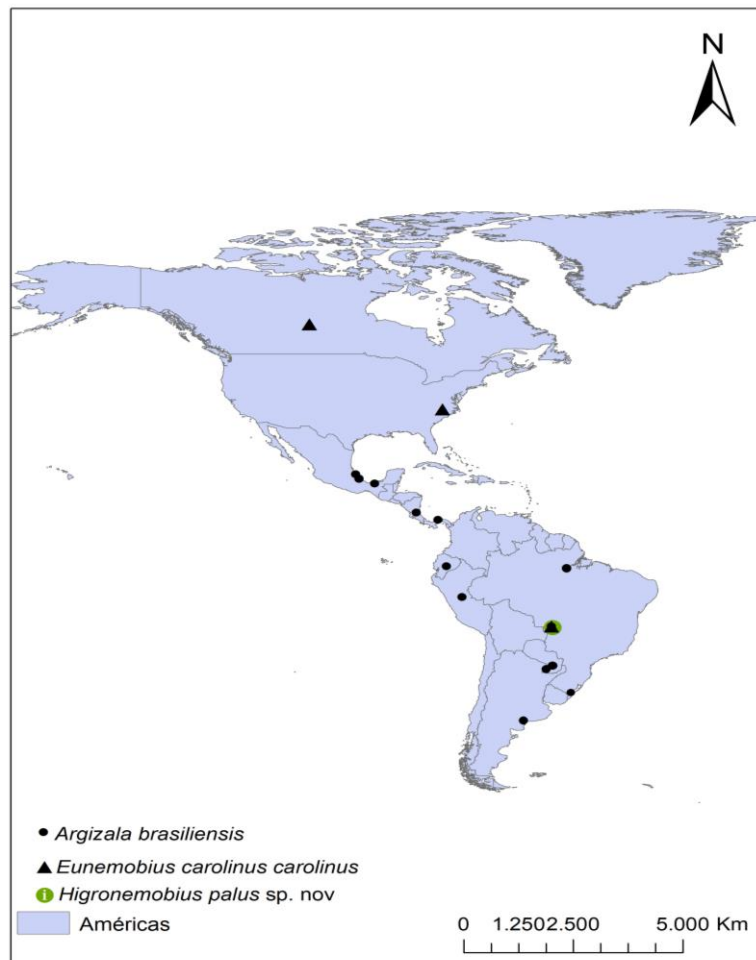 N
Argizala brasiliensis
Eunemobius carolinus carolinus
i Higronemobius palus sp. nov
Américas
0 1.2502.500 5.000 Km